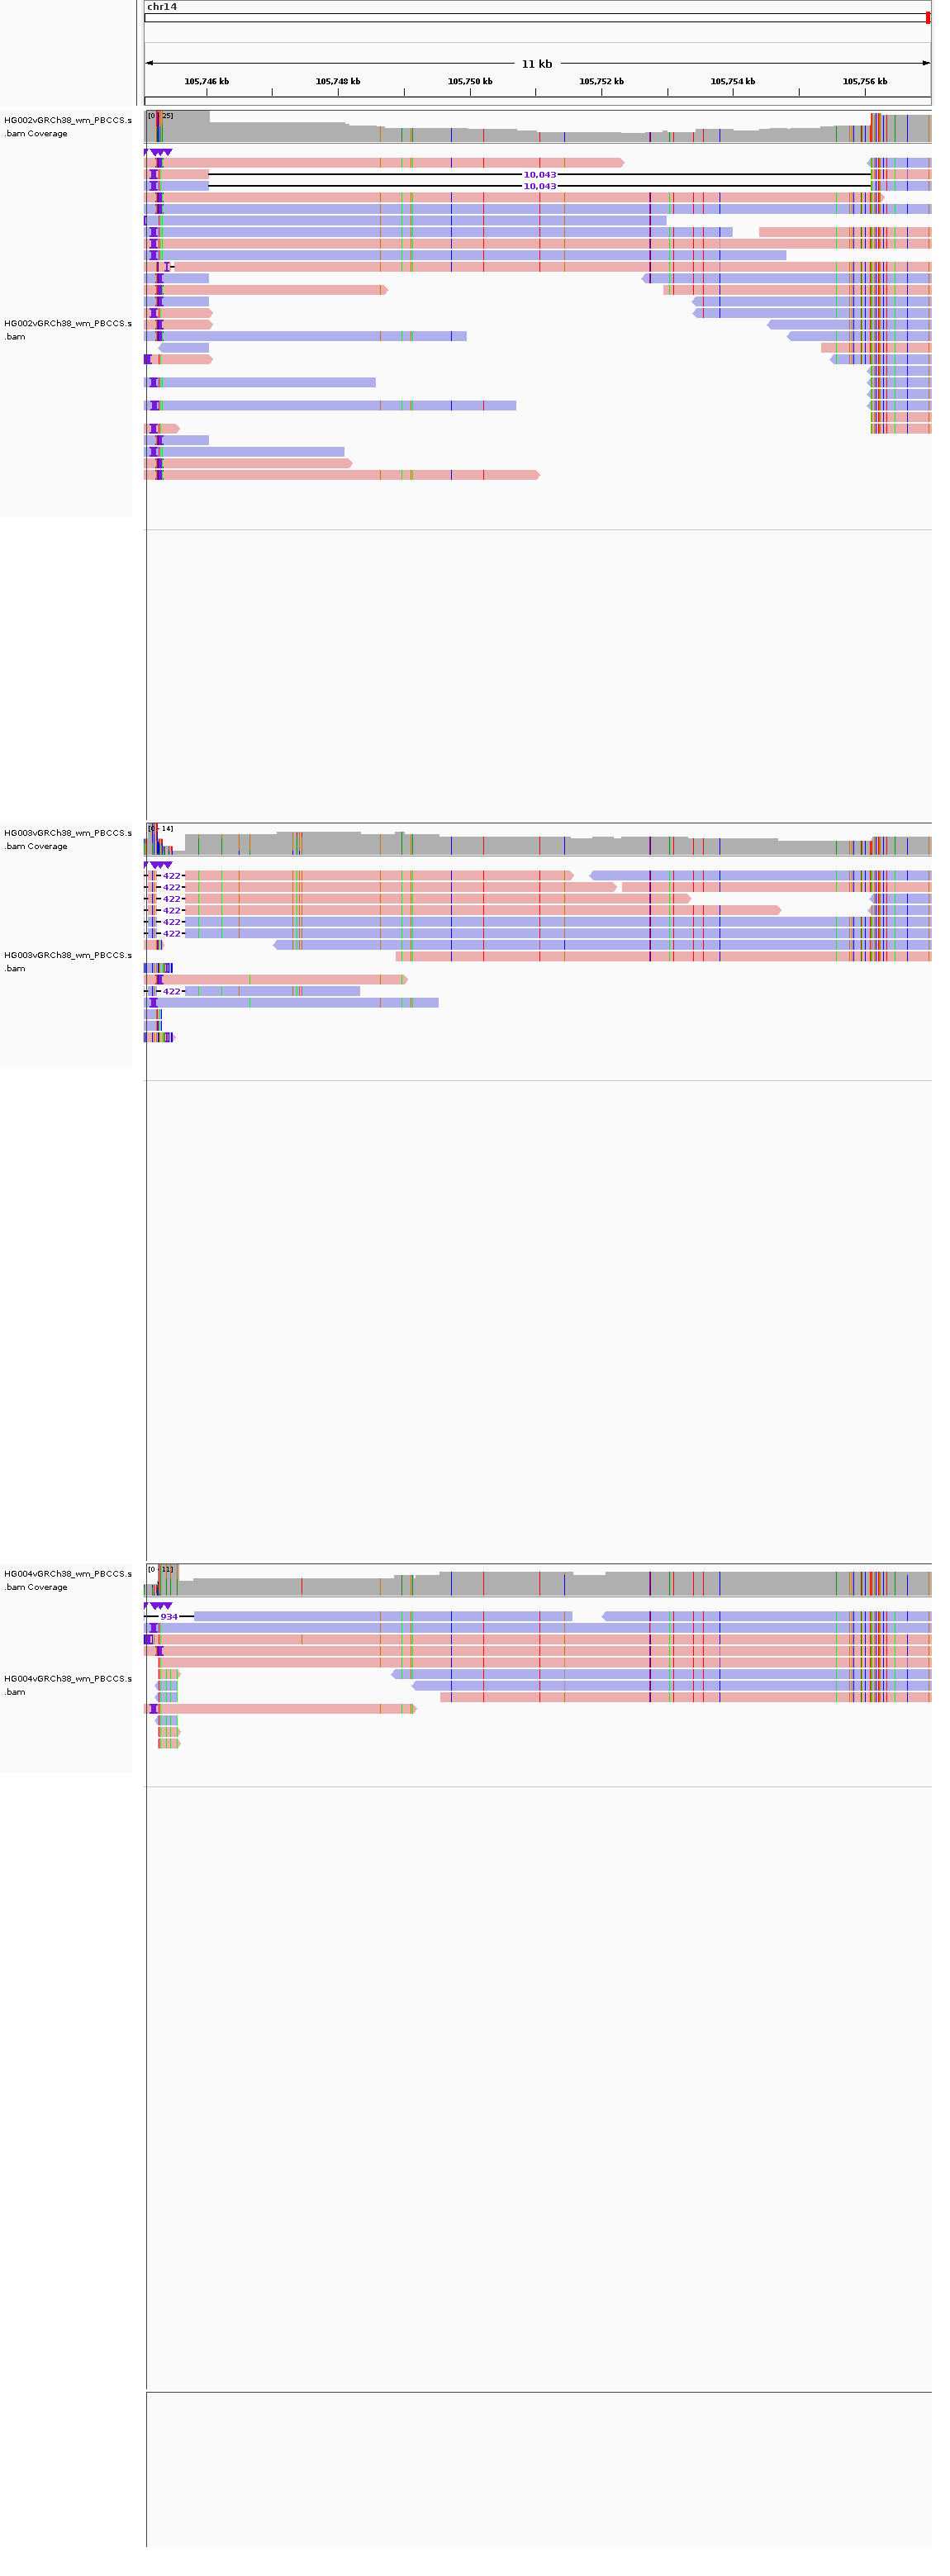 chr14
11 kb
105,746 kb 105,748 kb 105,750 kb 105,752 kb 105,754 kb 105,756 kb
HG002vGRCh38_wm_PBCCS.s
.bam Coverage
[0 - 25]
10,043
10,043
HG002vGRCh38_wm_PBCCS.s
.bam
HG003vGRCh38_wm_PBCCS.s
.bam Coverage
[0 - 14]
422
422
422
422
422
422
HG003vGRCh38_wm_PBCCS.s
.bam
422
HG004vGRCh38_wm_PBCCS.s
.bam Coverage
[0 - 11]
934
HG004vGRCh38_wm_PBCCS.s
.bam